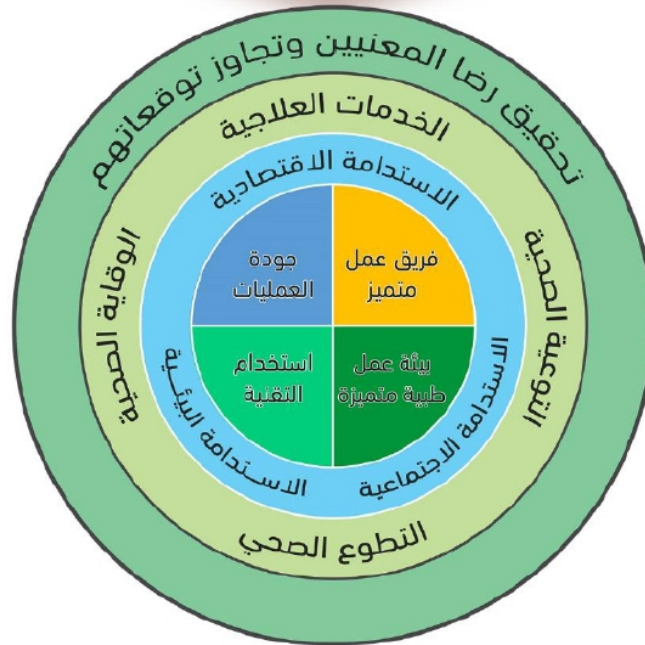 تحقيق رضا المعنيين وتجاوز توقعاتهم
الخدمات العلاجية
التوعية الصحية
الوقاية الصحية
التطوع الصحي
الاستدامة الاقتصادية
الاستدامة الاجتماعية
الاستدامة البيئية
فريق عمل
متميز
جودة
العمليات
بيئة عمل
طبية متميزة
استخدام
التقنية